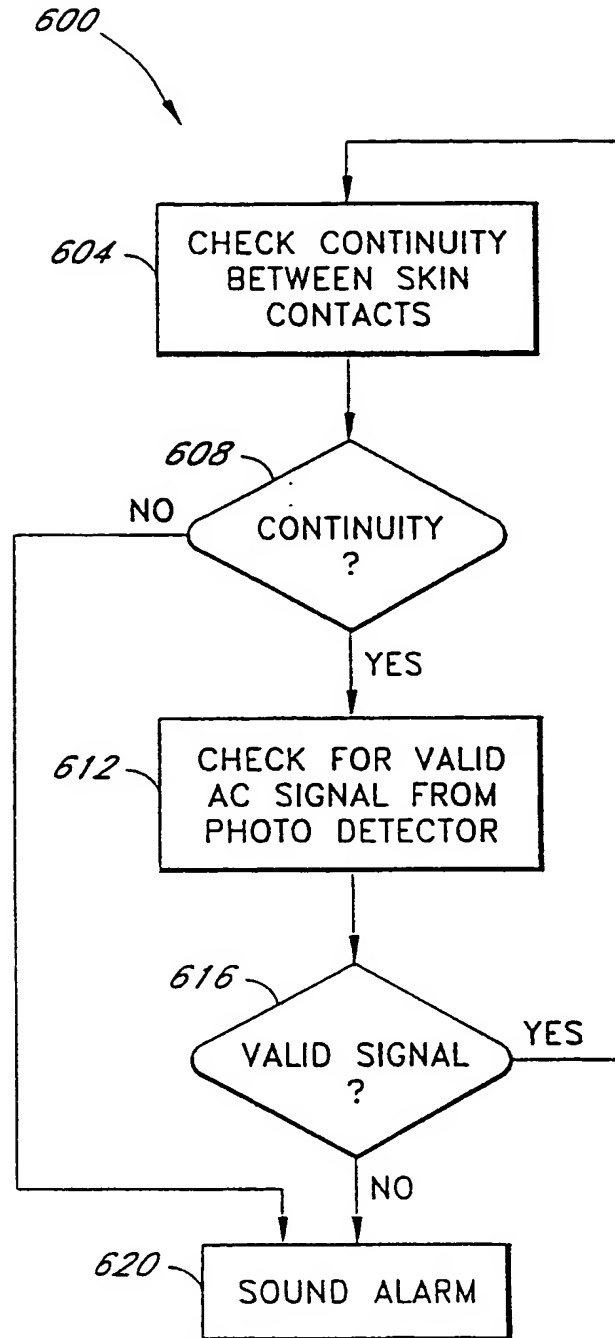 600
604
CHECK CONTINUITY
BETWEEN SKIN
CONTACTS
608
NO
CONTINUITY
?
YES
612
CHECK FOR VALID
AC SIGNAL FROM
PHOTO DETECTOR
616
YES
VALID SIGNAL
?
NO
620
SOUND ALARM